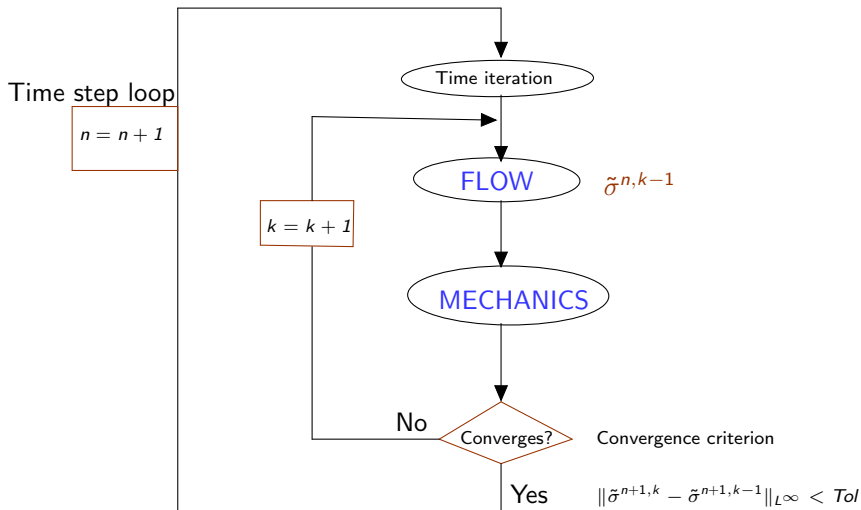 Time iteration
Time step loop
n = n + 1
FLOW
σ̃^{n,k−1}
k = k + 1
MECHANICS
No
Converges?
Convergence criterion
Yes
‖σ̃^{n+1,k} − σ̃^{n+1,k−1}‖_{L∞} < Tol